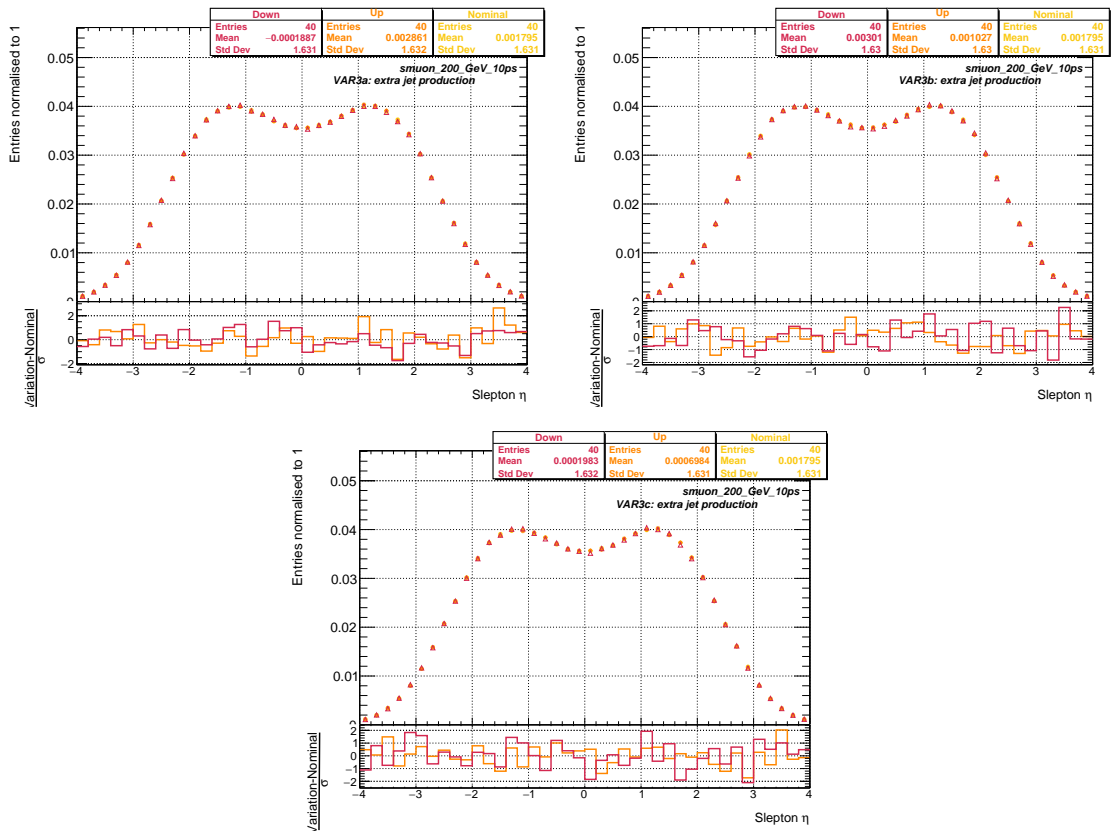 Down Up Nominal
Entries 40 Entries 40 Entries 40
Mean −0.0001887 Mean 0.002861 Mean 0.001795
Std Dev 1.631 Std Dev 1.632 Std Dev 1.631
smuon_200_GeV_10ps
VAR3a: extra jet production
Entries normalised to 1
0.05
0.04
0.03
0.02
0.01
0
2
1
0
−1
−2
−4 −3 −2 −1 0 1 2 3 4
Variation-Nominal
σ
Slepton η
Down Up Nominal
Entries 40 Entries 40 Entries 40
Mean 0.00301 Mean 0.001027 Mean 0.001795
Std Dev 1.63 Std Dev 1.63 Std Dev 1.631
smuon_200_GeV_10ps
VAR3b: extra jet production
Entries normalised to 1
0.05
0.04
0.03
0.02
0.01
0
2
1
0
−1
−4 −3 −2 −1 0 1 2 3 4
Variation-Nominal
σ
Slepton η
Down Up Nominal
Entries 40 Entries 40 Entries 40
Mean 0.0001983 Mean 0.0006984 Mean 0.001795
Std Dev 1.632 Std Dev 1.631 Std Dev 1.631
smuon_200_GeV_10ps
VAR3c: extra jet production
Entries normalised to 1
0.05
0.04
0.03
0.02
0.01
0
2
1
0
−1
−2
−4 −3 −2 −1 0 1 2 3 4
Variation-Nominal
σ
Slepton η